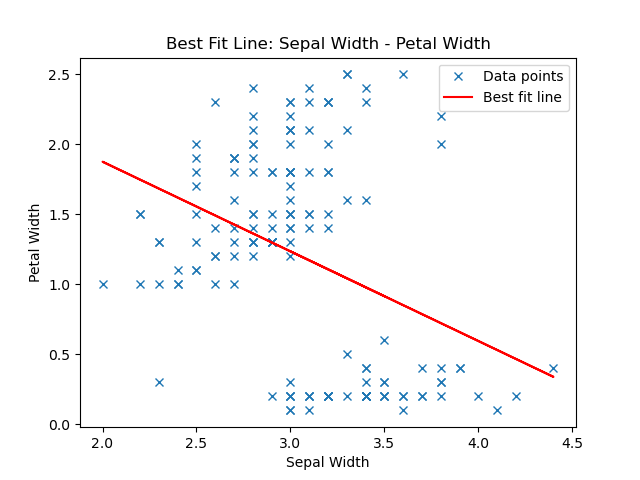 Best Fit Line: Sepal Width - Petal Width
Data points
Best fit line
2.5
2.0
1.5
1.0
0.5
0.0
Petal Width
2.0 2.5 3.0 3.5 4.0 4.5
Sepal Width